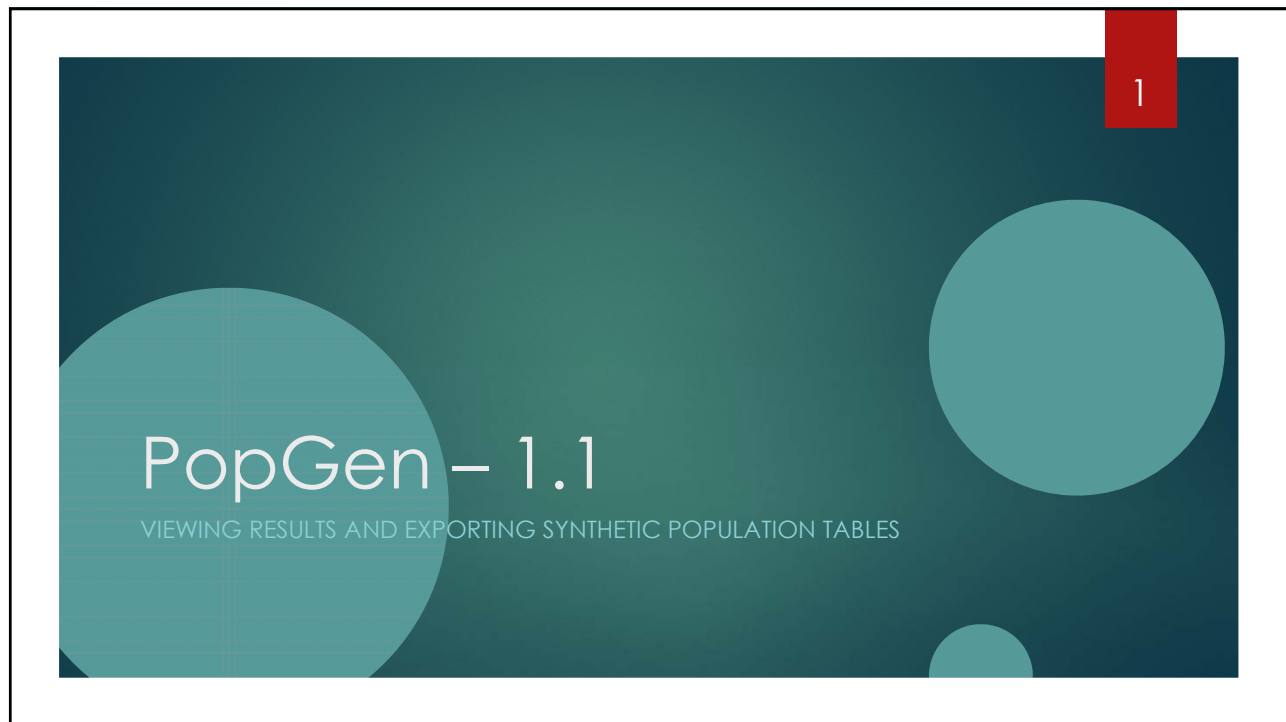 1
PopGen – 1.1
VIEWING RESULTS AND EXPORTING SYNTHETIC POPULATION TABLES